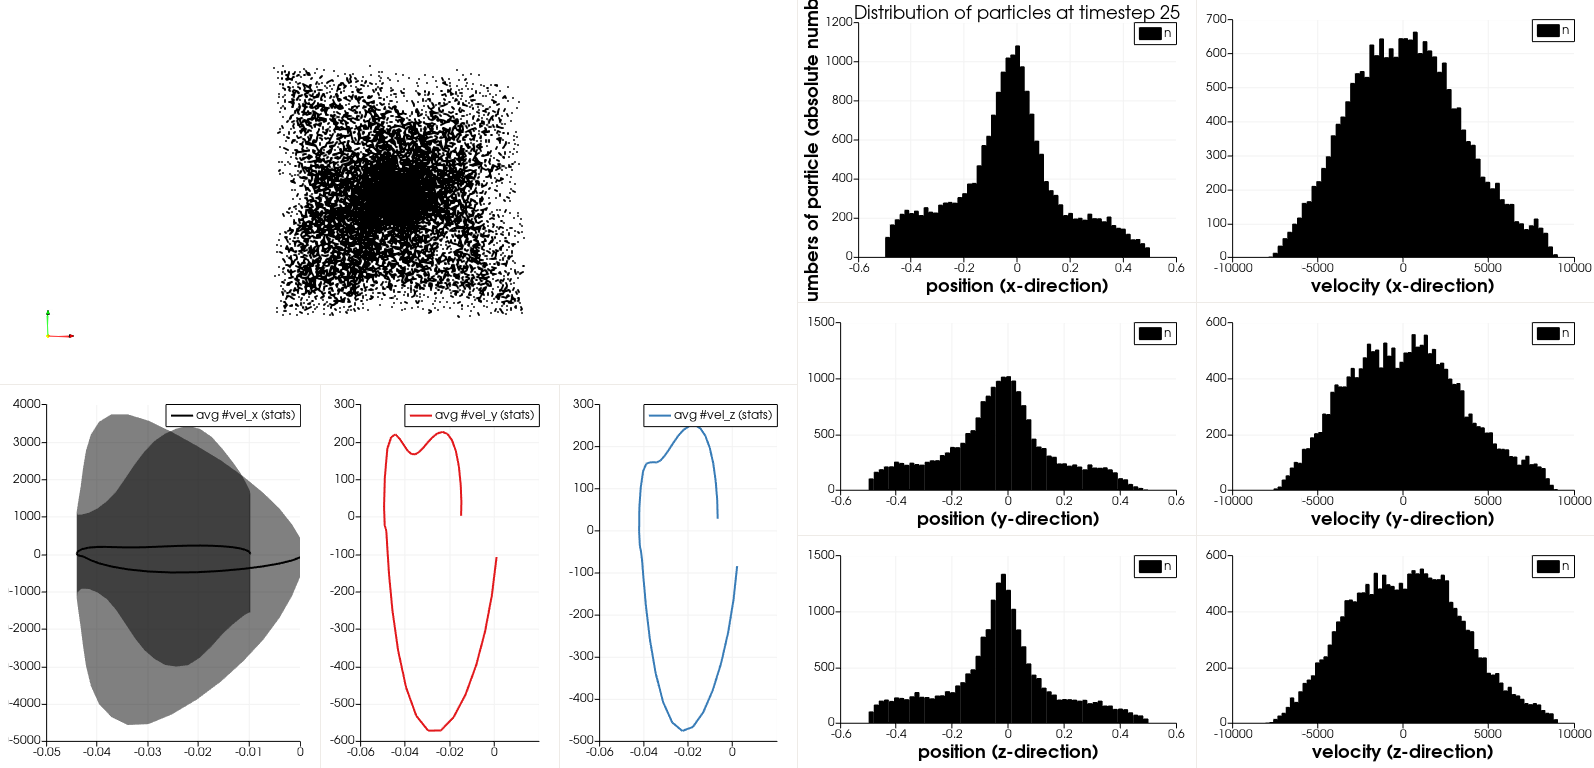 Distribution of particles at timestep 25
umbers of particle (absolute numb
1200
1000
800
600
400
200
0
-0.6 -0.4 -0.2 0 0.2 0.4 0.6
position (x-direction)
n
700
600
500
400
300
200
100
0
-10000 -5000 0 5000 10000
velocity (x-direction)
n
1500
1000
500
0
-0.6 -0.4 -0.2 0 0.2 0.4 0.6
position (y-direction)
n
600
400
200
0
-10000 -5000 0 5000 10000
velocity (y-direction)
n
1500
1000
500
0
-0.6 -0.4 -0.2 0 0.2 0.4 0.6
position (z-direction)
n
600
400
200
0
-10000 -5000 0 5000 10000
velocity (z-direction)
n
avg #vel_x (stats)
4000
3000
2000
1000
0
-1000
-2000
-3000
-4000
-5000
-0.05 -0.04 -0.03 -0.02 -0.01 0
avg #vel_y (stats)
300
200
100
0
-100
-200
-300
-400
-500
-600
-0.06 -0.04 -0.02 0
avg #vel_z (stats)
300
200
100
0
-100
-200
-300
-400
-500
-0.06 -0.04 -0.02 0